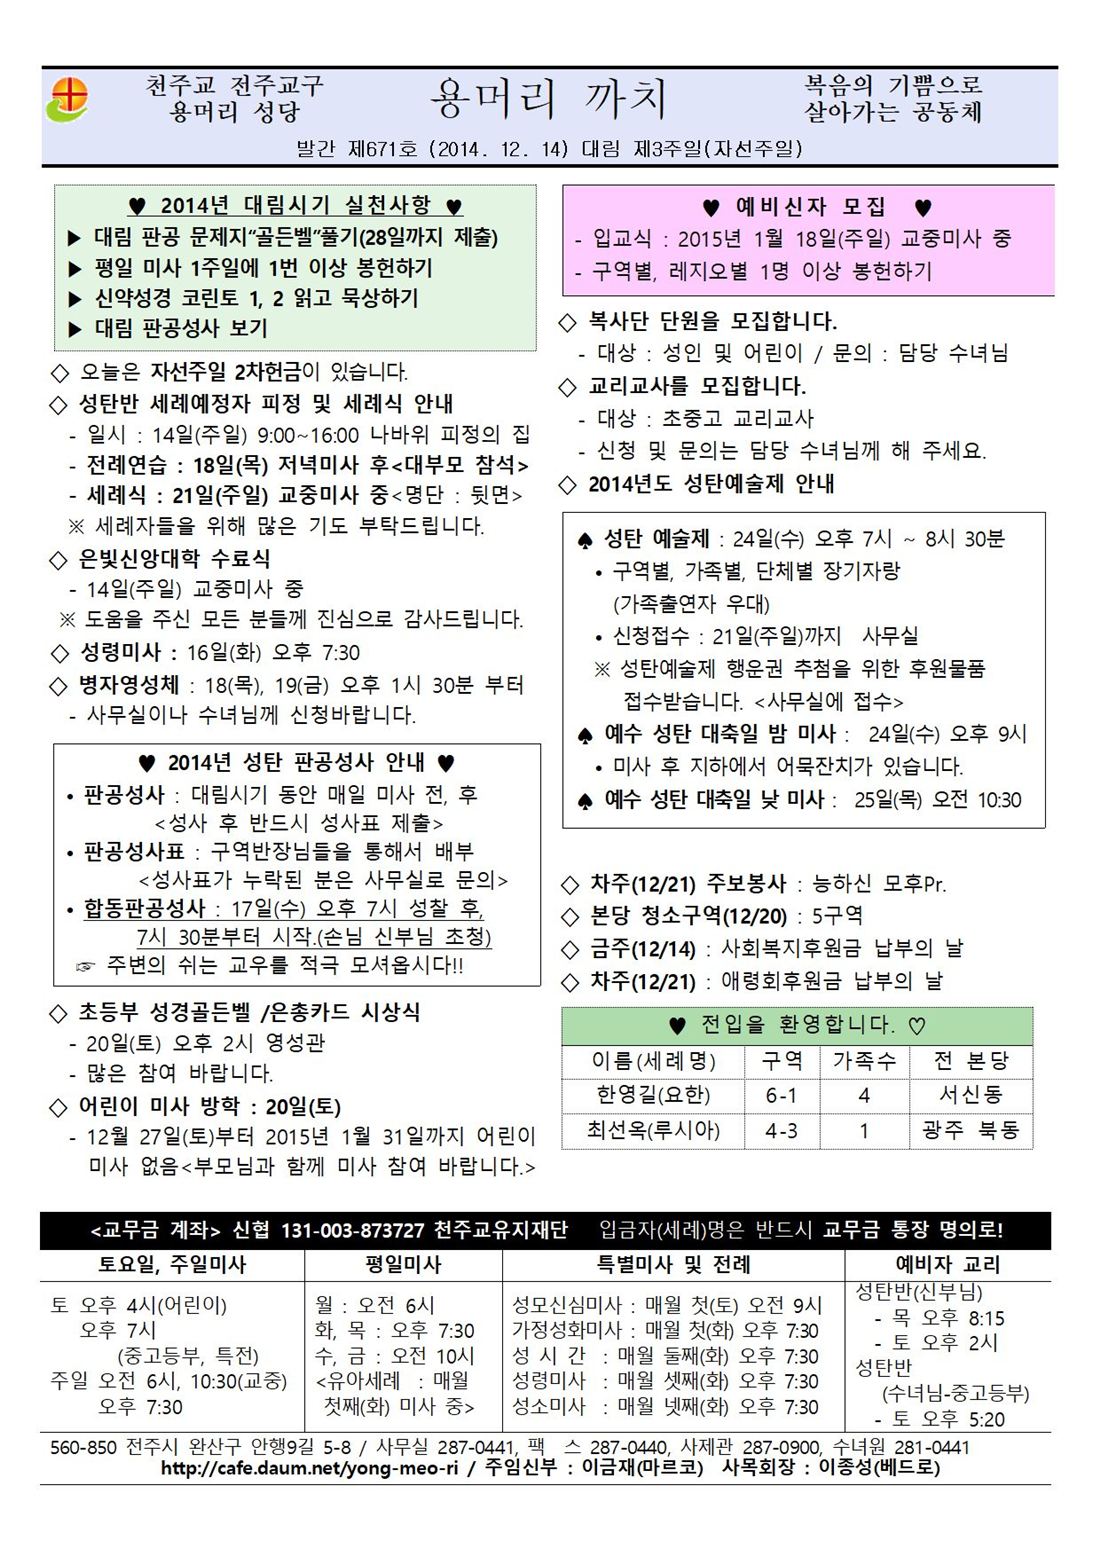 천주교 전주교구
용머리 성당
용머리 까치
복음의 기쁨으로
살아가는 공동체
발간 제671호 (2014. 12. 14) 대림 제3주일(자선주일)
♥ 2014년 대림시기 실천사항 ♥
▶ 대림 판공 문제지“골든벨”풀기(28일까지 제출)
▶ 평일 미사 1주일에 1번 이상 봉헌하기
▶ 신약성경 코린토 1, 2 읽고 묵상하기
▶ 대림 판공성사 보기
◇ 오늘은 자선주일 2차헌금이 있습니다.
◇ 성탄반 세례예정자 피정 및 세례식 안내
- 일시 : 14일(주일) 9:00~16:00 나바위 피정의 집
- 전례연습 : 18일(목) 저녁미사 후<대부모 참석>
- 세례식 : 21일(주일) 교중미사 중<명단 : 뒷면>
※ 세례자들을 위해 많은 기도 부탁드립니다.
◇ 은빛신앙대학 수료식
- 14일(주일) 교중미사 중
※ 도움을 주신 모든 분들께 진심으로 감사드립니다.
◇ 성령미사 : 16일(화) 오후 7:30
◇ 병자영성체 : 18(목), 19(금) 오후 1시 30분 부터
- 사무실이나 수녀님께 신청바랍니다.
♥ 2014년 성탄 판공성사 안내 ♥
• 판공성사 : 대림시기 동안 매일 미사 전, 후
<성사 후 반드시 성사표 제출>
• 판공성사표 : 구역반장님들을 통해서 배부
<성사표가 누락된 분은 사무실로 문의>
• 합동판공성사 : 17일(수) 오후 7시 성찰 후,
7시 30분부터 시작.(손님 신부님 초청)
☞ 주변의 쉬는 교우를 적극 모셔옵시다!!
◇ 초등부 성경골든벨 /은총카드 시상식
- 20일(토) 오후 2시 영성관
- 많은 참여 바랍니다.
◇ 어린이 미사 방학 : 20일(토)
- 12월 27일(토)부터 2015년 1월 31일까지 어린이
미사 없음<부모님과 함께 미사 참여 바랍니다.>
♥ 예비신자 모집 ♥
- 입교식 : 2015년 1월 18일(주일) 교중미사 중
- 구역별, 레지오별 1명 이상 봉헌하기
◇ 복사단 단원을 모집합니다.
- 대상 : 성인 및 어린이 / 문의 : 담당 수녀님
◇ 교리교사를 모집합니다.
- 대상 : 초중고 교리교사
- 신청 및 문의는 담당 수녀님께 해 주세요.
◇ 2014년도 성탄예술제 안내
♠ 성탄 예술제 : 24일(수) 오후 7시 ~ 8시 30분
• 구역별, 가족별, 단체별 장기자랑
(가족출연자 우대)
• 신청접수 : 21일(주일)까지 사무실
※ 성탄예술제 행운권 추첨을 위한 후원물품
접수받습니다. <사무실에 접수>
♠ 예수 성탄 대축일 밤 미사 : 24일(수) 오후 9시
• 미사 후 지하에서 어묵잔치가 있습니다.
♠ 예수 성탄 대축일 낮 미사 : 25일(목) 오전 10:30
◇ 차주(12/21) 주보봉사 : 능하신 모후Pr.
◇ 본당 청소구역(12/20) : 5구역
◇ 금주(12/14) : 사회복지후원금 납부의 날
◇ 차주(12/21) : 애령회후원금 납부의 날
♥ 전입을 환영합니다. ♡
이름(세례명) 구역 가족수 전 본당
한영길(요한) 6-1 4 서신동
최선옥(루시아) 4-3 1 광주 북동
<교무금 계좌> 신협 131-003-873727 천주교유지재단 입금자(세례)명은 반드시 교무금 통장 명의로!
토요일, 주일미사
토 오후 4시(어린이)
오후 7시
(중고등부, 특전)
주일 오전 6시, 10:30(교중)
오후 7:30
평일미사
월 : 오전 6시
화, 목 : 오후 7:30
수, 금 : 오전 10시
<유아세례 : 매월
첫째(화) 미사 중>
특별미사 및 전례
성모신심미사 : 매월 첫(토) 오전 9시
가정성화미사 : 매월 첫(화) 오후 7:30
성 시 간 : 매월 둘째(화) 오후 7:30
성령미사 : 매월 셋째(화) 오후 7:30
성소미사 : 매월 넷째(화) 오후 7:30
예비자 교리
성탄반(신부님)
- 목 오후 8:15
- 토 오후 2시
성탄반
(수녀님-중고등부)
- 토 오후 5:20
560-850 전주시 완산구 안행9길 5-8 / 사무실 287-0441, 팩 스 287-0440, 사제관 287-0900, 수녀원 281-0441
http://cafe.daum.net/yong-meo-ri / 주임신부 : 이금재(마르코) 사목회장 : 이종성(베드로)